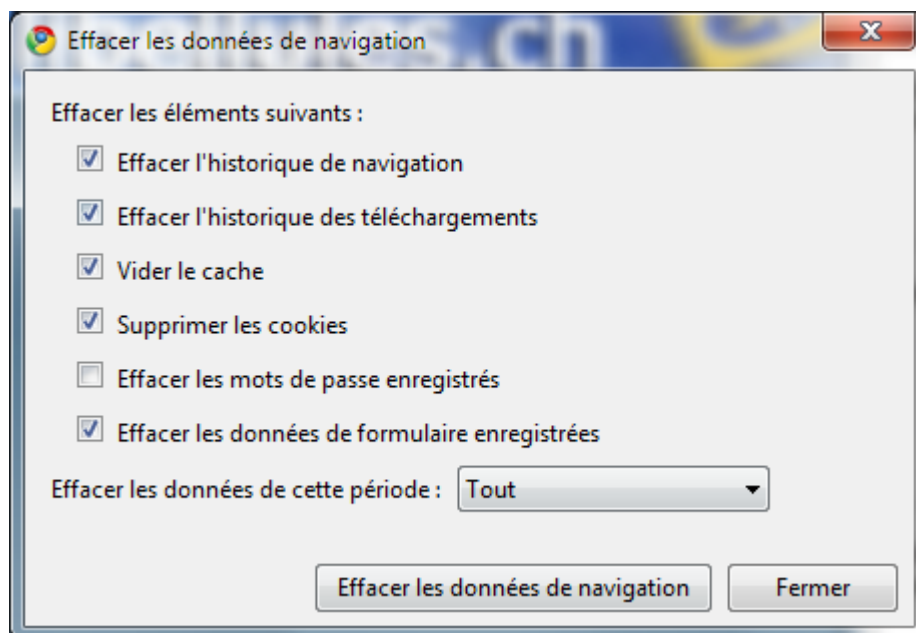 Effacer les données de navigation
Effacer les éléments suivants :
Effacer l'historique de navigation
Effacer l'historique des téléchargements
Vider le cache
Supprimer les cookies
Effacer les mots de passe enregistrés
Effacer les données de formulaire enregistrées
Effacer les données de cette période : Tout
Effacer les données de navigation Fermer